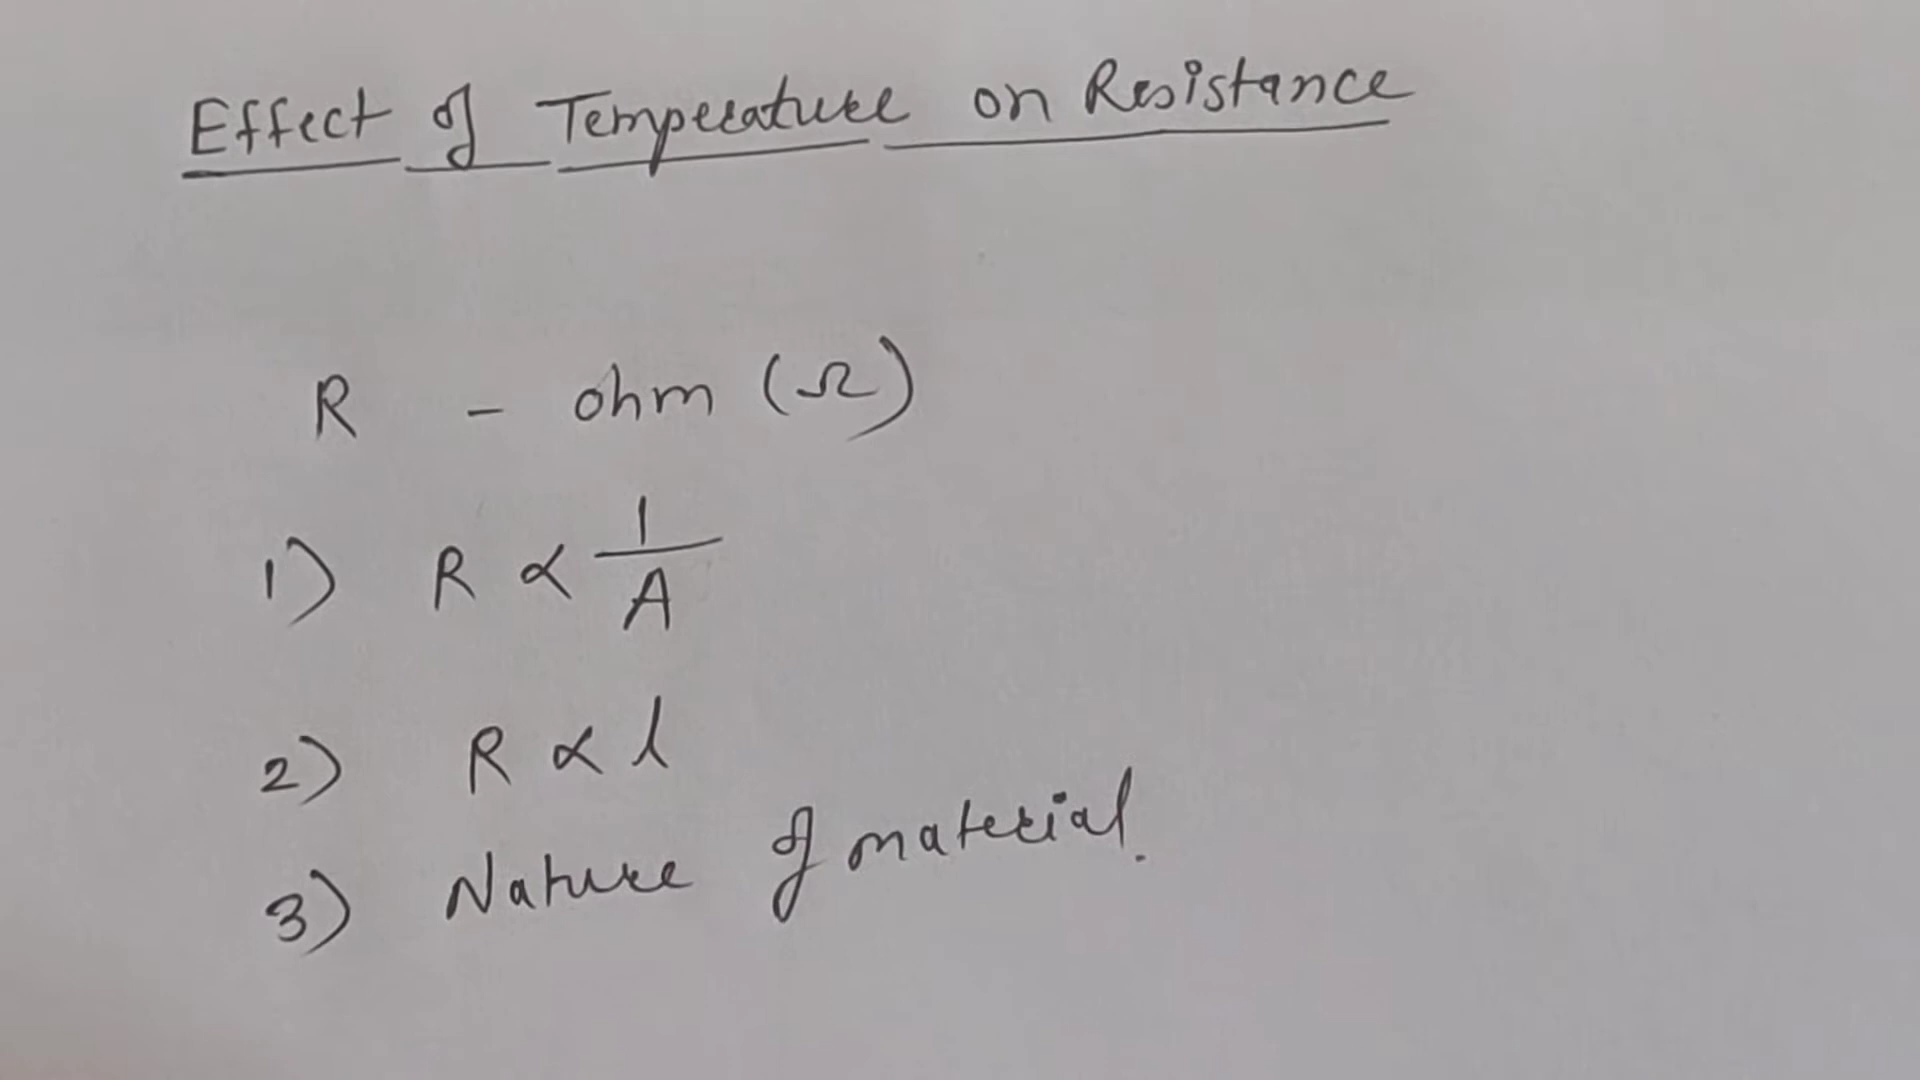 Effect of Temperature on Resistance
R - ohm (Ω)
1) R ∝ 1/A
2) R ∝ l
3) Nature of material.